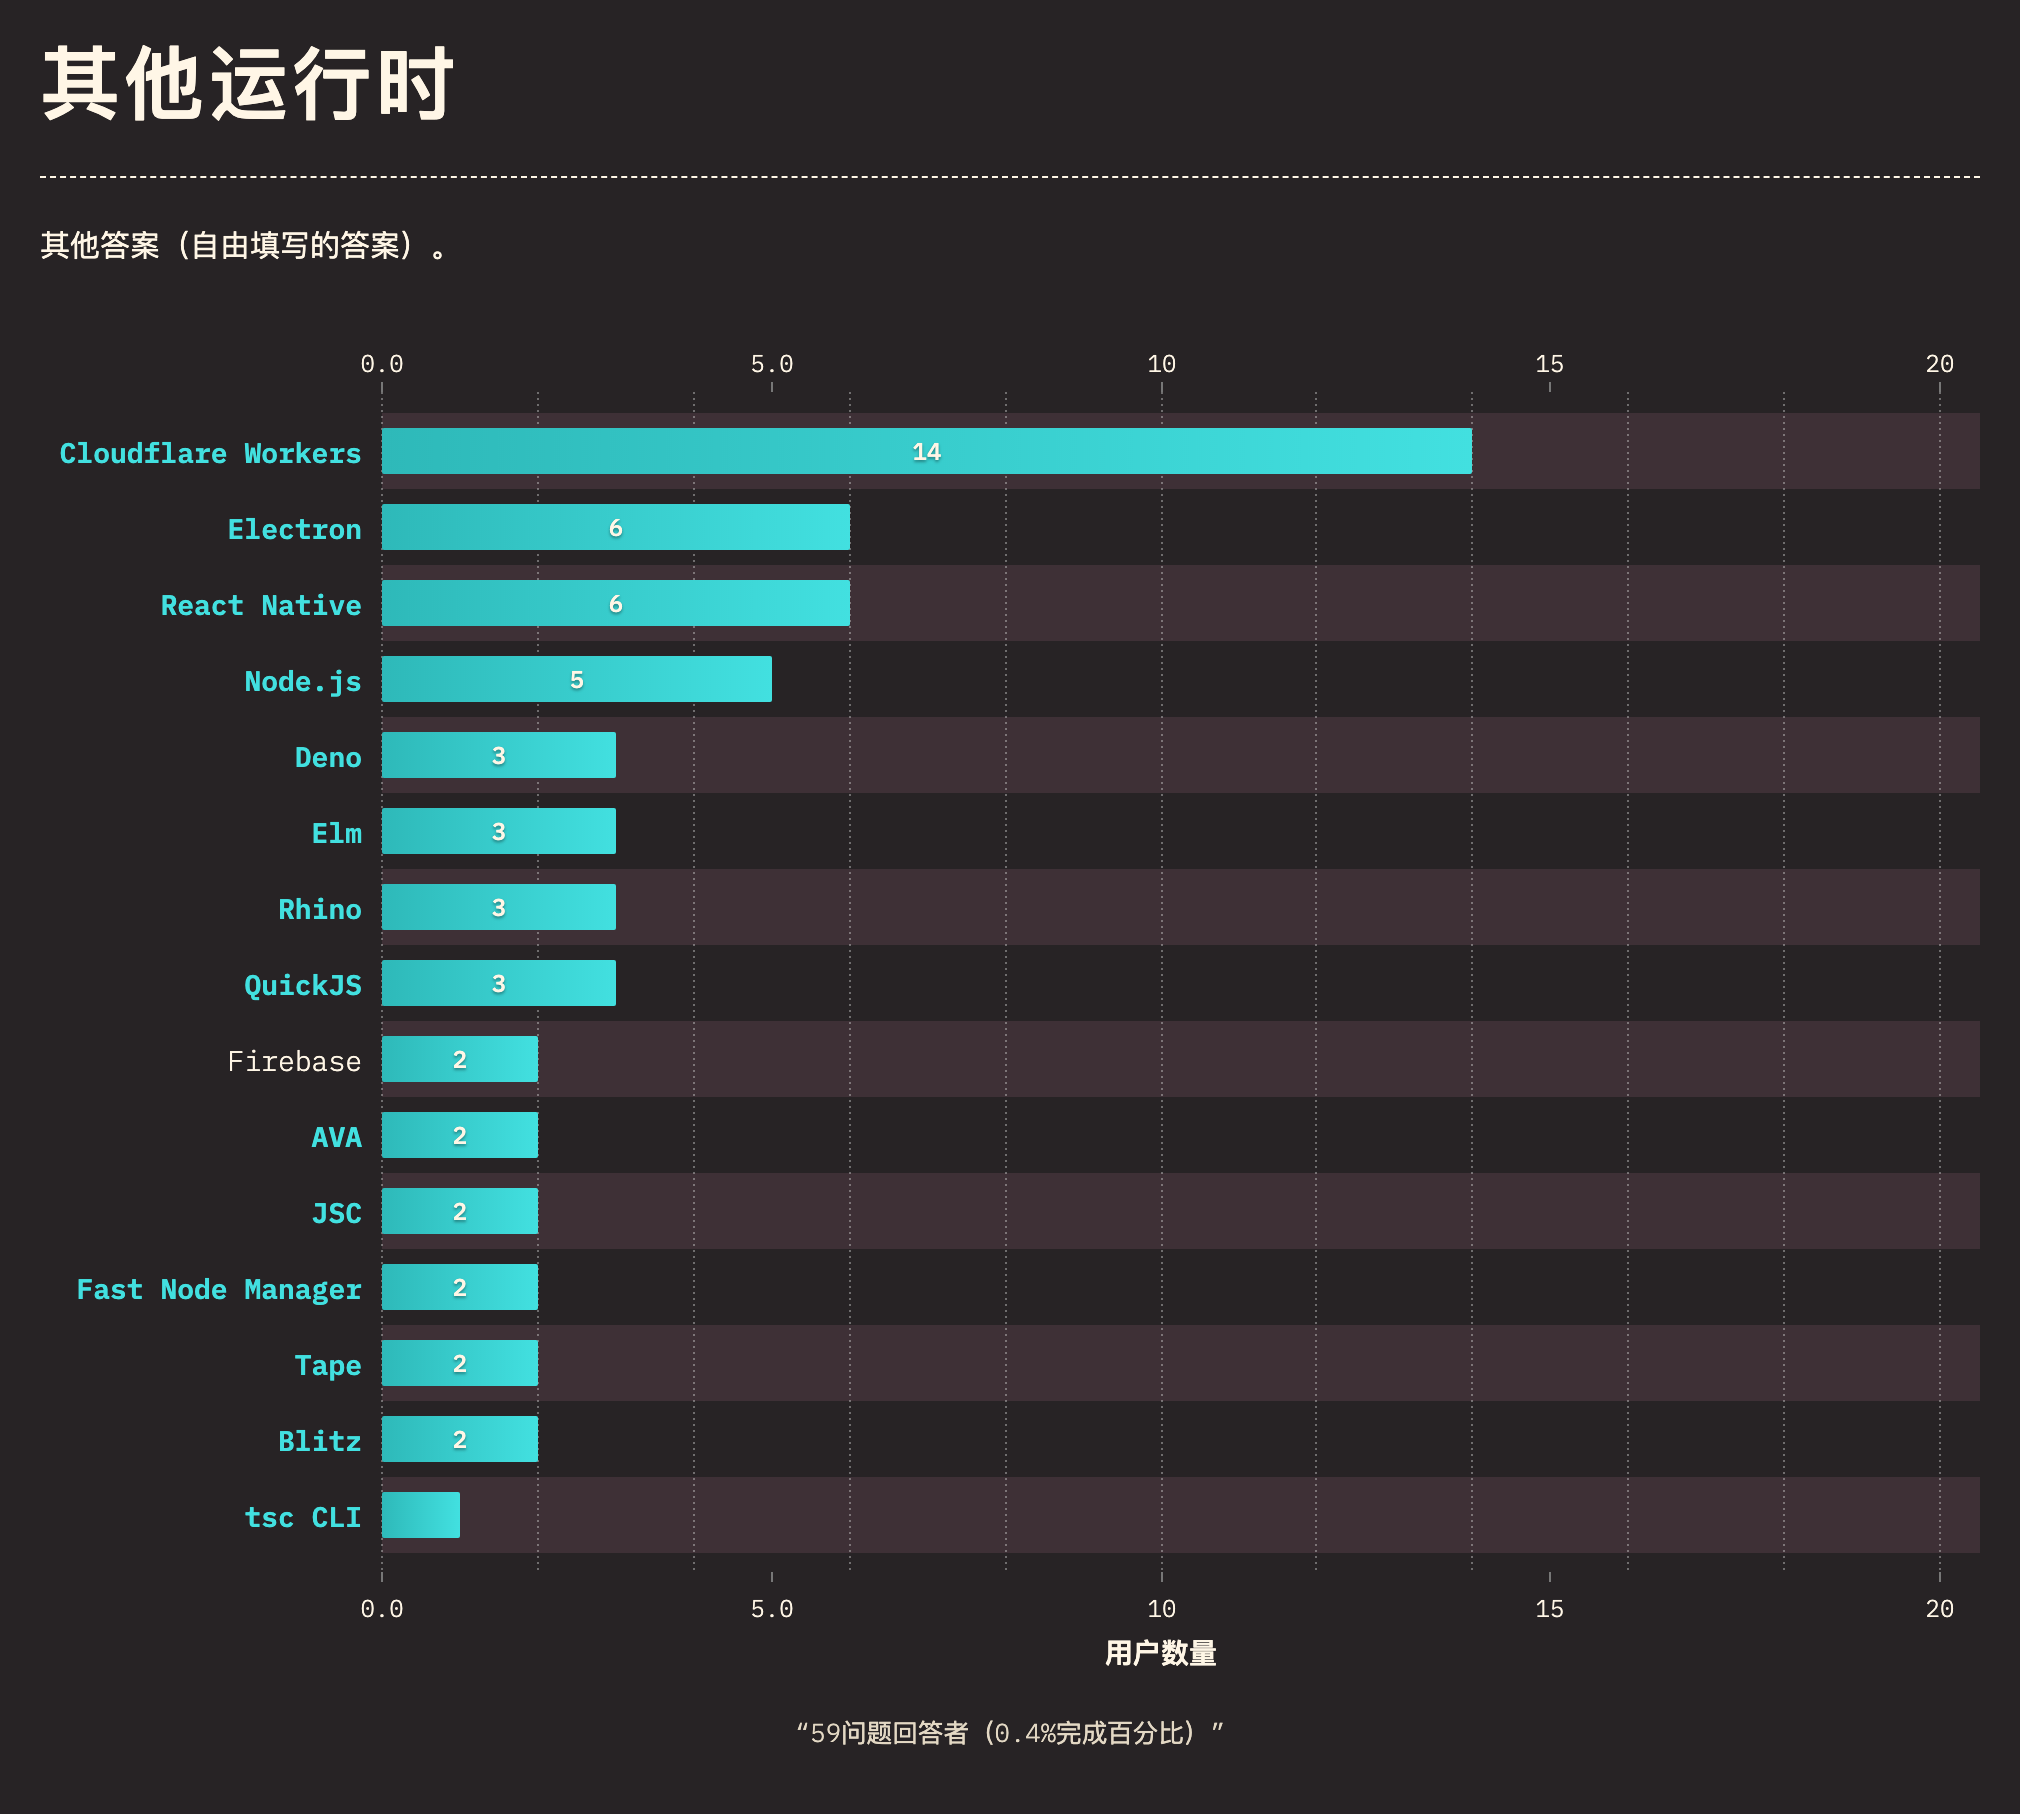 其他运行时
其他答案（自由填写的答案）。
0.0 5.0 10 15 20
Cloudflare Workers 14
Electron 6
React Native 6
Node.js 5
Deno 3
Elm 3
Rhino 3
QuickJS 3
Firebase 2
AVA 2
JSC 2
Fast Node Manager 2
Tape 2
Blitz 2
tsc CLI
0.0 5.0 10 15 20
用户数量
“59问题回答者（0.4%完成百分比）”